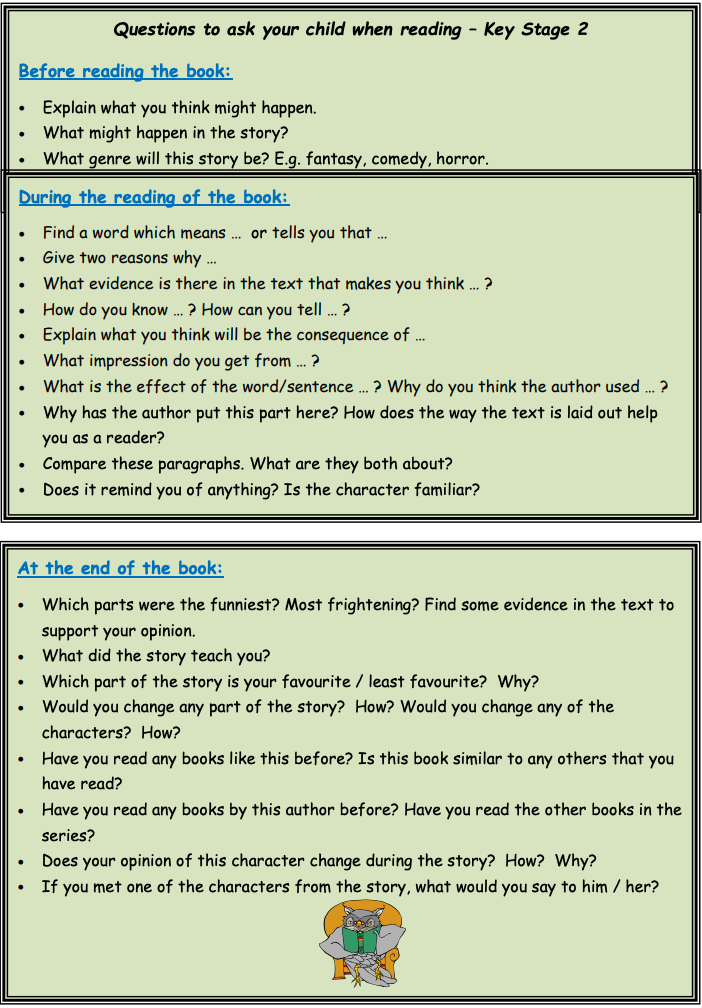 Questions to ask your child when reading – Key Stage 2
Before reading the book:
• Explain what you think might happen.
• What might happen in the story?
• What genre will this story be? E.g. fantasy, comedy, horror.
During the reading of the book:
• Find a word which means … or tells you that …
• Give two reasons why …
• What evidence is there in the text that makes you think … ?
• How do you know … ? How can you tell … ?
• Explain what you think will be the consequence of …
• What impression do you get from … ?
• What is the effect of the word/sentence … ? Why do you think the author used … ?
• Why has the author put this part here? How does the way the text is laid out help
you as a reader?
• Compare these paragraphs. What are they both about?
• Does it remind you of anything? Is the character familiar?
At the end of the book:
• Which parts were the funniest? Most frightening? Find some evidence in the text to
support your opinion.
• What did the story teach you?
• Which part of the story is your favourite / least favourite? Why?
• Would you change any part of the story? How? Would you change any of the
characters? How?
• Have you read any books like this before? Is this book similar to any others that you
have read?
• Have you read any books by this author before? Have you read the other books in the
series?
• Does your opinion of this character change during the story? How? Why?
• If you met one of the characters from the story, what would you say to him / her?